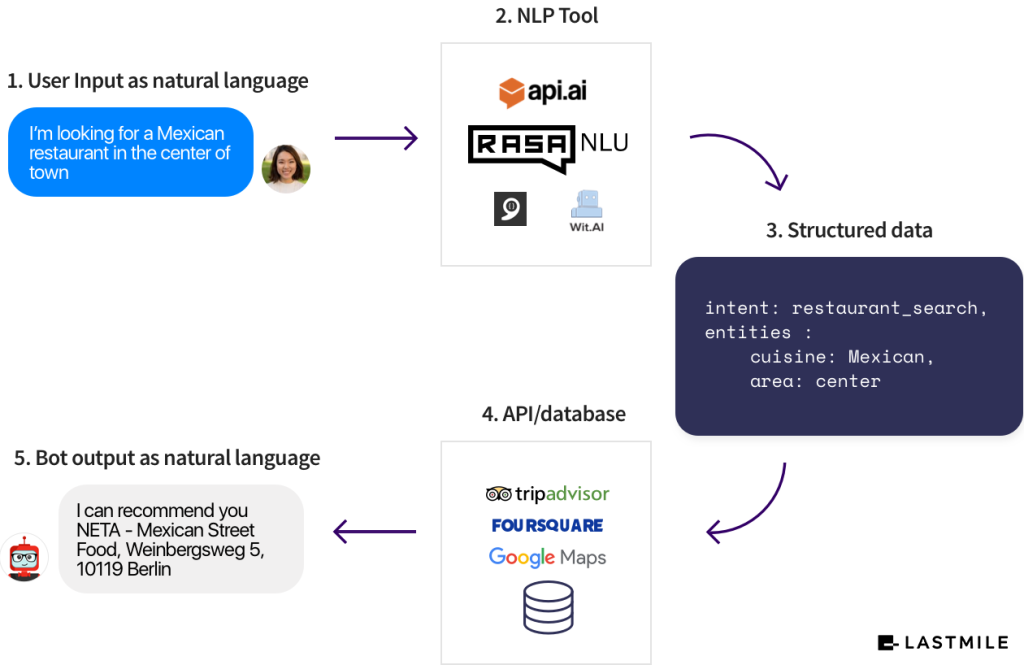 1. User Input as natural language
I'm looking for a Mexican
restaurant in the center of
town
2. NLP Tool
api.ai
RASA NLU
Wit.AI
3. Structured data
intent: restaurant_search,
entities :
cuisine: Mexican,
area: center
4. API/database
tripadvisor
FOURSQUARE
Google Maps
5. Bot output as natural language
I can recommend you
NETA - Mexican Street
Food, Weinbergsweg 5,
10119 Berlin
LASTMILE